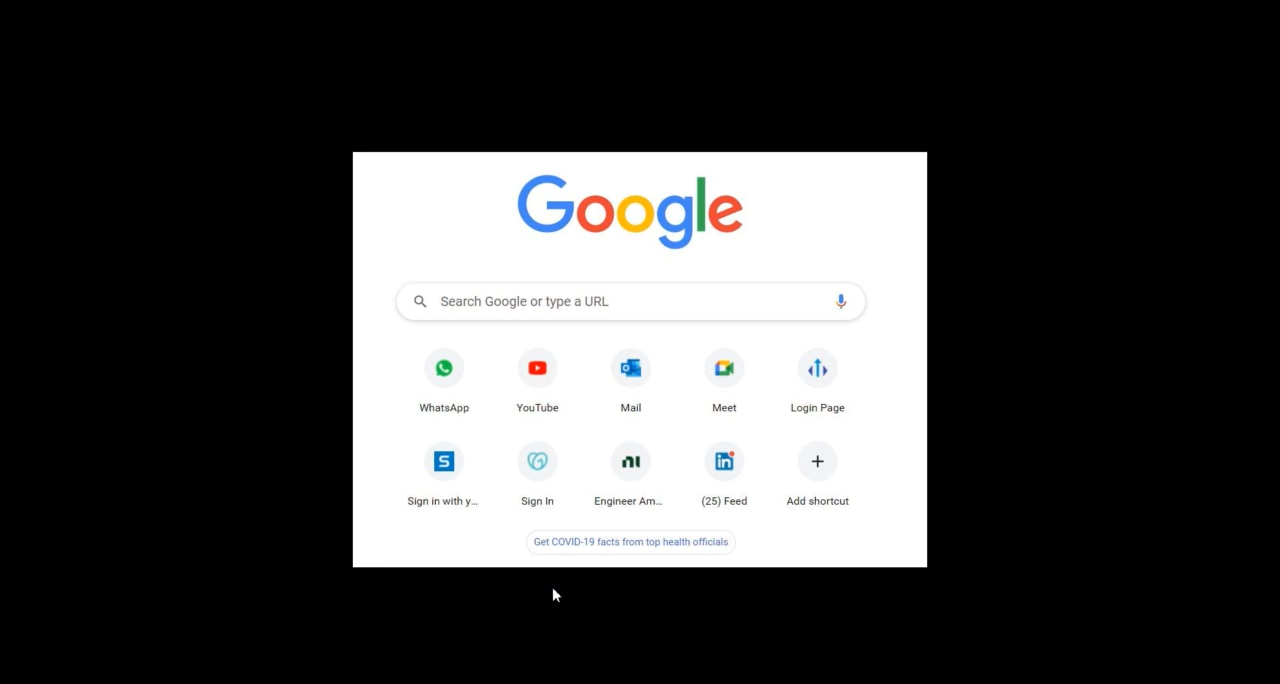 Google
Search Google or type a URL
WhatsApp
YouTube
Mail
Meet
Login Page
Sign in with y...
Sign In
Engineer Am...
(25) Feed
Add shortcut
Get COVID-19 facts from top health officials